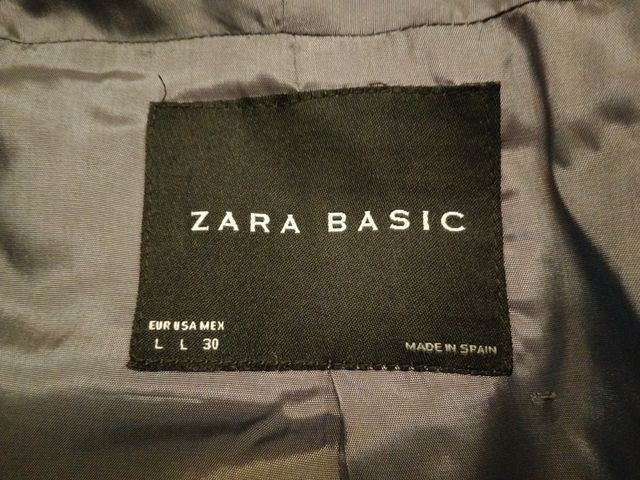 ZARA BASIC
EUR USA MEX
L L 30
MADE IN SPAIN